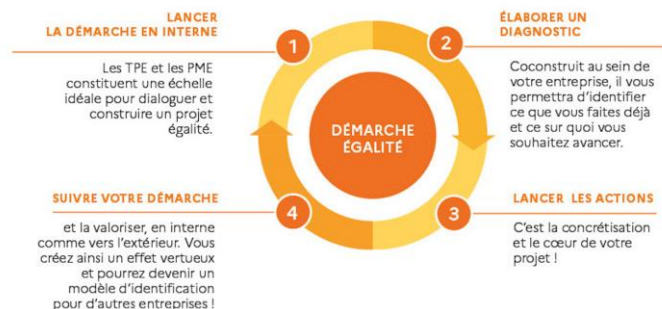 LANCER
LA DÉMARCHE EN INTERNE
1
Les TPE et les PME
constituent une échelle
idéale pour dialoguer et
construire un projet
égalité.
2
ÉLABORER UN
DIAGNOSTIC
Coconstruit au sein de
votre entreprise, il vous
permettra d'identifier
ce que vous faites déjà
et ce sur quoi vous
souhaitez avancer.
DÉMARCHE
ÉGALITÉ
3
LANCER LES ACTIONS
C'est la concrétisation
et le cœur de votre
projet !
SUIVRE VOTRE DÉMARCHE
4
et la valoriser, en interne
comme vers l'extérieur. Vous
créez ainsi un effet vertueux
et pourrez devenir un
modèle d'identification
pour d'autres entreprises !